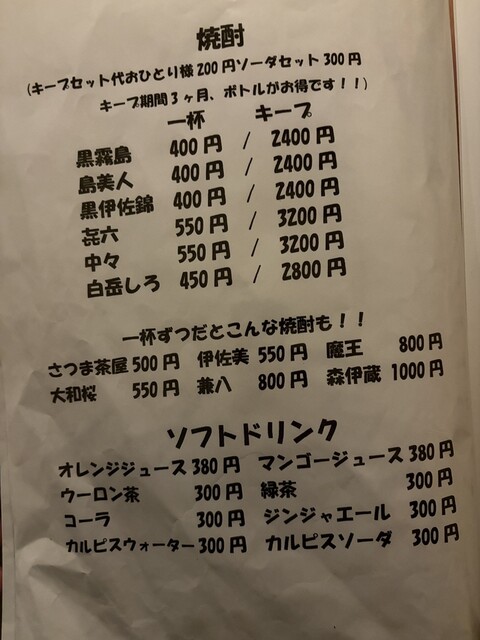 焼酎
(キープセット代おひとり様200円ソーダセット300円
キープ期間3ヶ月、ボトルがお得です！！)
一杯 キープ
黒霧島 400円 / 2400円
島美人 400円 / 2400円
黒伊佐錦 400円 / 2400円
㐂六 550円 / 3200円
中々 550円 / 3200円
白岳しろ 450円 / 2800円
一杯ずつだとこんな焼酎も！！
さつま茶屋 500円 伊佐美 550円 魔王 800円
大和桜 550円 兼八 800円 森伊蔵 1000円
ソフトドリンク
オレンジジュース 380円 マンゴージュース 380円
ウーロン茶 300円 緑茶 300円
コーラ 300円 ジンジャエール 300円
カルピスウォーター 300円 カルピスソーダ 300円